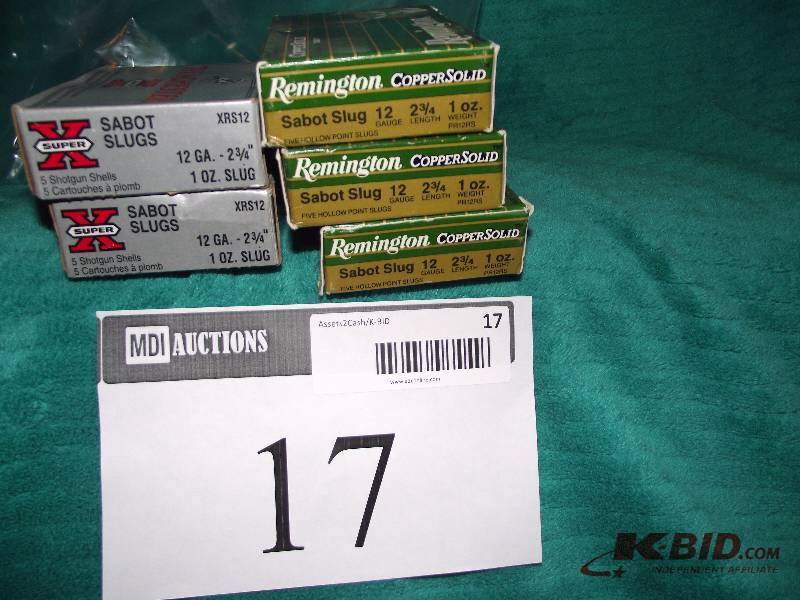 X
SUPER
SABOT
SLUGS
XRS12
12 GA. - 2¾"
1 OZ. SLUG
5 Shotgun Shells
5 Cartouches à plomb
X
SUPER
SABOT
SLUGS
XRS12
12 GA. - 2¾"
1 OZ. SLUG
5 Shotgun Shells
5 Cartouches à plomb
Remington COPPERSOLID
Sabot Slug 12 GAUGE 2¾ LENGTH 1 oz. WEIGHT
FIVE HOLLOW POINT SLUGS PR12RS
Remington COPPERSOLID
Sabot Slug 12 GAUGE 2¾ LENGTH 1 oz. WEIGHT
FIVE HOLLOW POINT SLUGS PR12RS
Remington COPPERSOLID
Sabot Slug 12 GAUGE 2¾ LENGTH 1 oz. WEIGHT
FIVE HOLLOW POINT SLUGS PR12RS
MDI AUCTIONS
Assets2Cash/K-BID
17
17
K-BID.COM
INDEPENDENT AFFILIATE